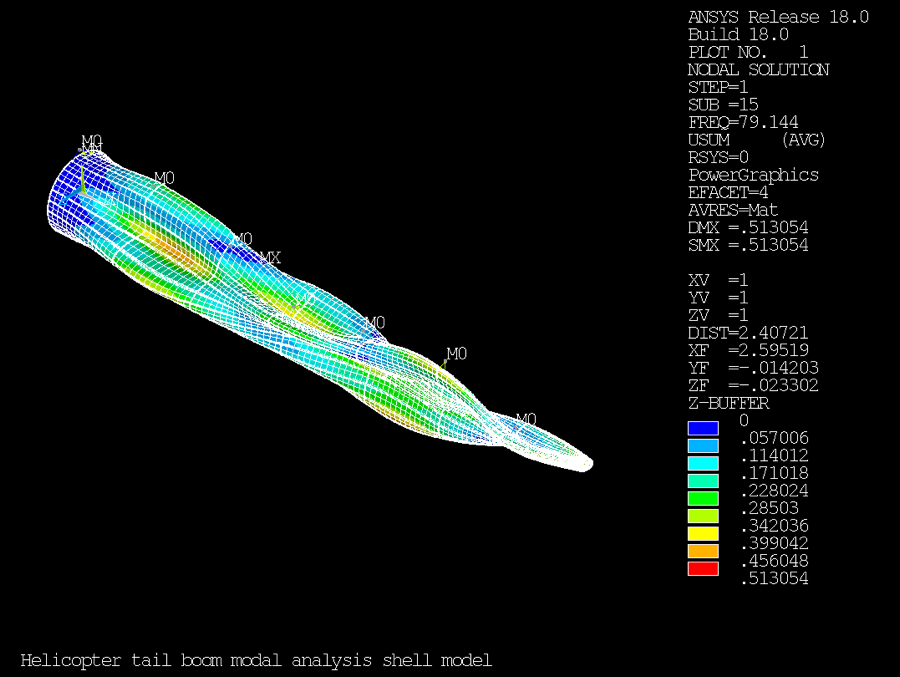 ANSYS Release 18.0
Build 18.0
PLOT NO.   1
NODAL SOLUTION
STEP=1
SUB =15
FREQ=79.144
USUM     (AVG)
RSYS=0
PowerGraphics
EFACET=4
AVRES=Mat
DMX =.513054
SMX =.513054
XV  =1
YV  =1
ZV  =1
DIST=2.40721
XF  =2.59519
YF  =-.014203
ZF  =-.023302
Z-BUFFER
0
.057006
.114012
.171018
.228024
.28503
.342036
.399042
.456048
.513054
MO
MN
MO
MO
MX
MO
MO
MO
Helicopter tail boom modal analysis shell model